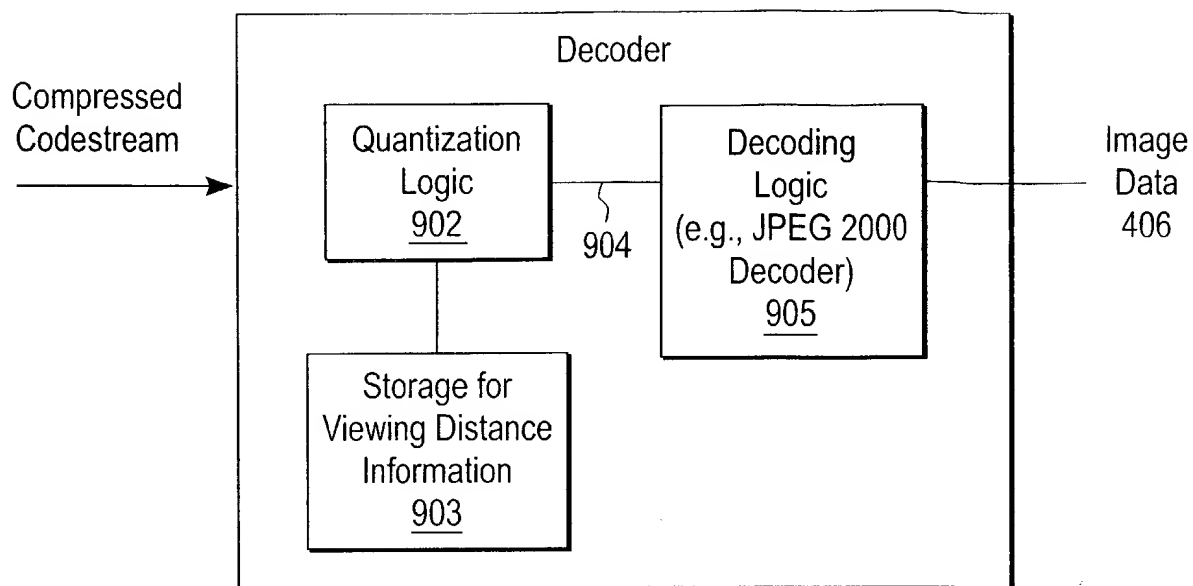 Decoder
Compressed
Codestream
Quantization
Logic
902
904
Decoding
Logic
(e.g., JPEG 2000
Decoder)
905
Image
Data
406
Storage for
Viewing Distance
Information
903